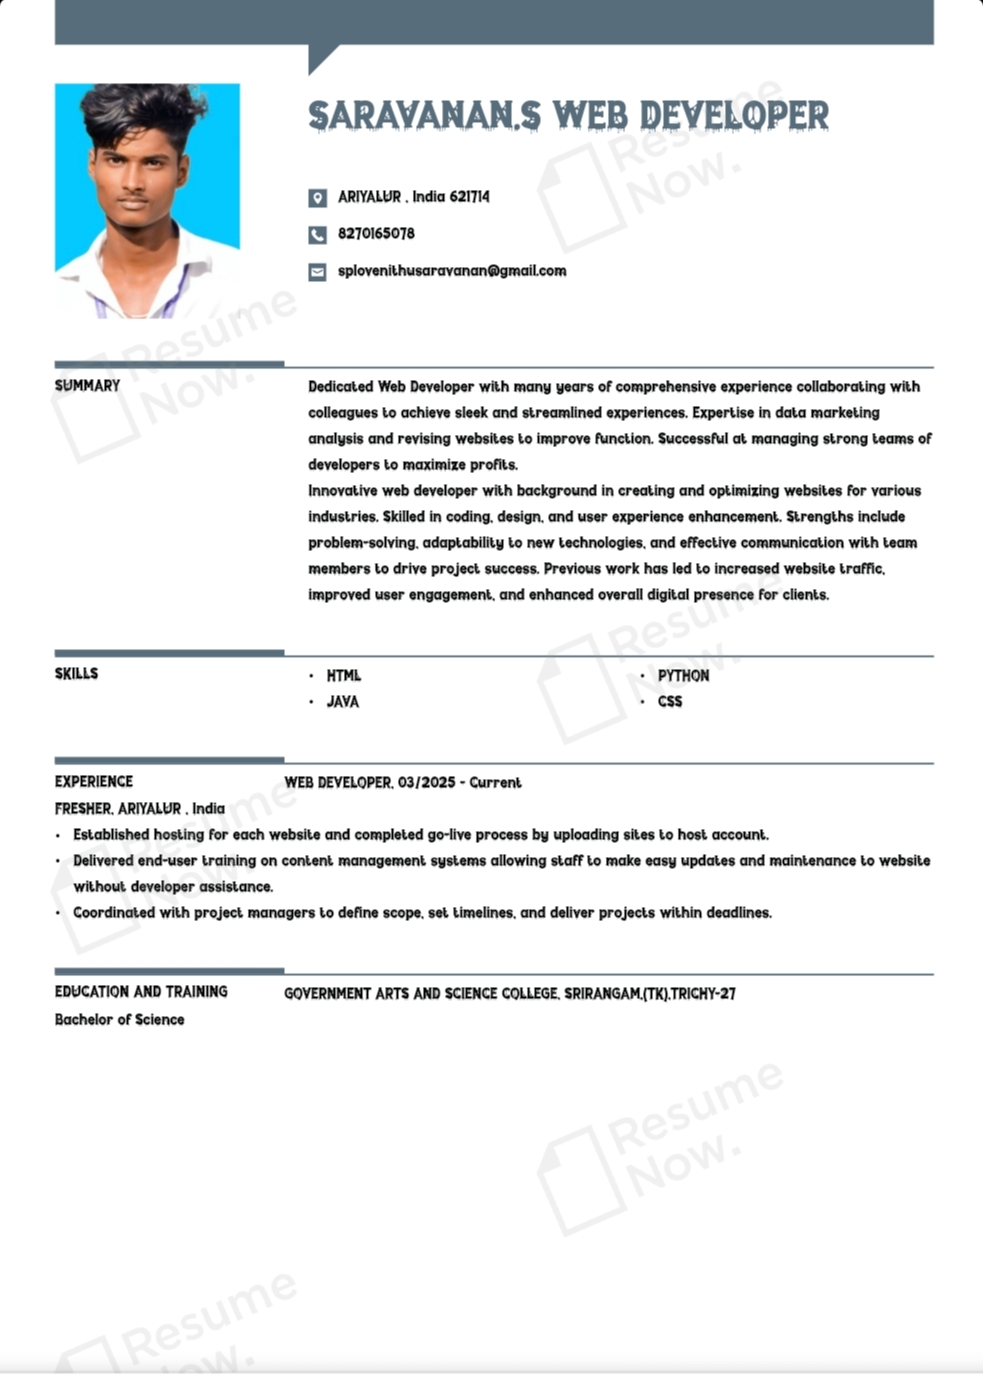 SARAVANAN.S WEB DEVELOPER
ARIYALUR , India 621714
8270165078
splovenithusaravanan@gmail.com
SUMMARY
Dedicated Web Developer with many years of comprehensive experience collaborating with
colleagues to achieve sleek and streamlined experiences. Expertise in data marketing
analysis and revising websites to improve function. Successful at managing strong teams of
developers to maximize profits.
Innovative web developer with background in creating and optimizing websites for various
industries. Skilled in coding, design, and user experience enhancement. Strengths include
problem-solving, adaptability to new technologies, and effective communication with team
members to drive project success. Previous work has led to increased website traffic,
improved user engagement, and enhanced overall digital presence for clients.
SKILLS
• HTML
• JAVA
• PYTHON
• CSS
EXPERIENCE
WEB DEVELOPER, 03/2025 - Current
FRESHER, ARIYALUR , India
• Established hosting for each website and completed go-live process by uploading sites to host account.
• Delivered end-user training on content management systems allowing staff to make easy updates and maintenance to website
without developer assistance.
• Coordinated with project managers to define scope, set timelines, and deliver projects within deadlines.
EDUCATION AND TRAINING
GOVERNMENT ARTS AND SCIENCE COLLEGE, SRIRANGAM,(TK),TRICHY-27
Bachelor of Science
Resume
Now.
Resume
Now.
Resume
Now.
Resume
Now.
Resume
Now.
Resume
Now.